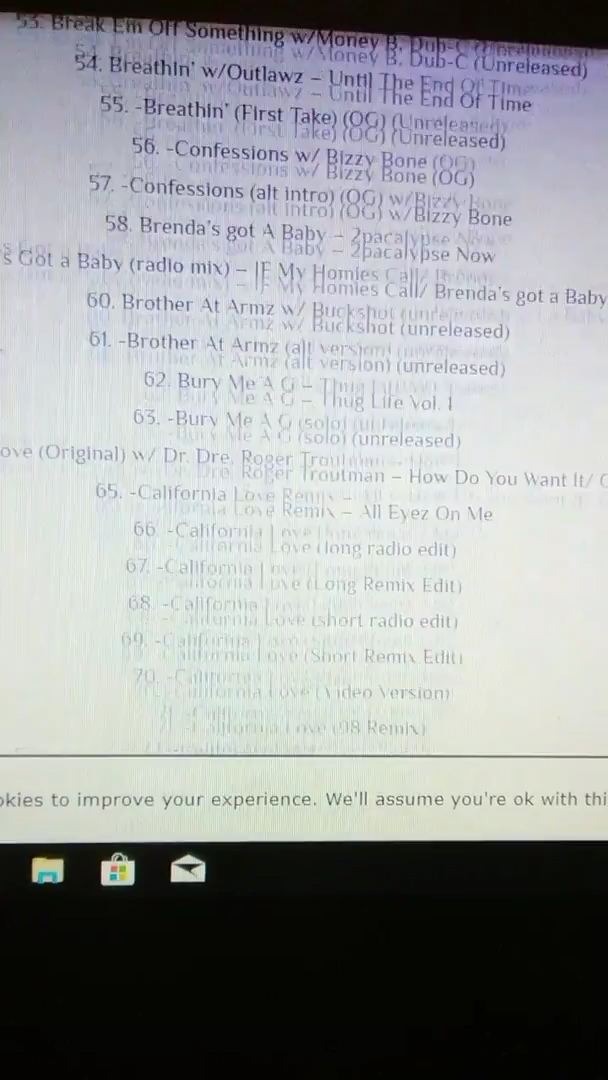 53. Break Em Off Something w/Money B, Dub-C (Unreleased)
54. Breathin' w/Outlawz – Until The End Of Time
55. -Breathin' (First Take) (OG) (Unreleased)
56. -Confessions w/ Bizzy Bone (OG)
57. -Confessions (alt intro) (OG) w/Bizzy Bone
58. Brenda's got A Baby – 2pacalypse Now
s Got a Baby (radio mix) – IF My Homies Call/ Brenda's got a Baby
60. Brother At Armz w/ Buckshot (unreleased)
61. -Brother At Armz (alt version) (unreleased)
62. Bury Me A G – Thug Life Vol. 1
63. -Bury Me A G (solo) (unreleased)
ove (Original) w/ Dr. Dre, Roger Troutman – How Do You Want It/
65. -California Love Remix – All Eyez On Me
66. -California Love (long radio edit)
67. -California Love (Long Remix Edit)
68. -California Love (short radio edit)
69. -California Love (Short Remix Edit)
70. -California Love (Video Version)
71. -California Love (98 Remix)
okies to improve your experience. We'll assume you're ok with thi